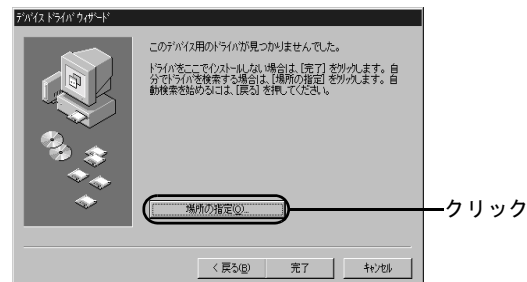 ﾃﾞﾊﾞｲｽ ﾄﾞﾗｲﾊﾞ ｳｨｻﾞｰﾄﾞ
このﾃﾞﾊﾞｲｽ用のﾄﾞﾗｲﾊﾞが見つかりませんでした。
ﾄﾞﾗｲﾊﾞをここでｲﾝｽﾄｰﾙしない場合は、[完了] をｸﾘｯｸします。自
分でﾄﾞﾗｲﾊﾞを検索する場合は、[場所の指定] をｸﾘｯｸします。自
動検索を始めるには、[戻る] を押してください。
場所の指定(O)...
クリック
< 戻る(B)
完了
ｷｬﾝｾﾙ